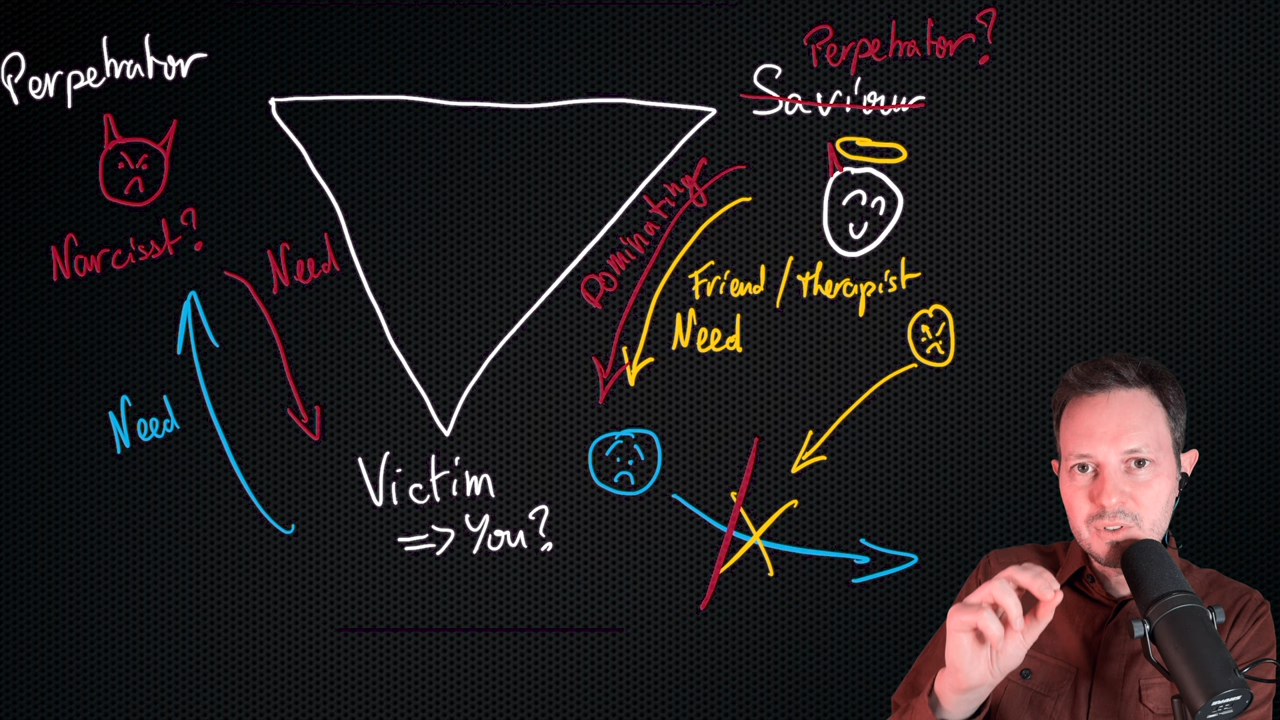 Perpetrator?
Perpetrator
Saviour
Narcisst?
Need
Dominating
Friend / Therapist
Need
Need
Victim
=> You?